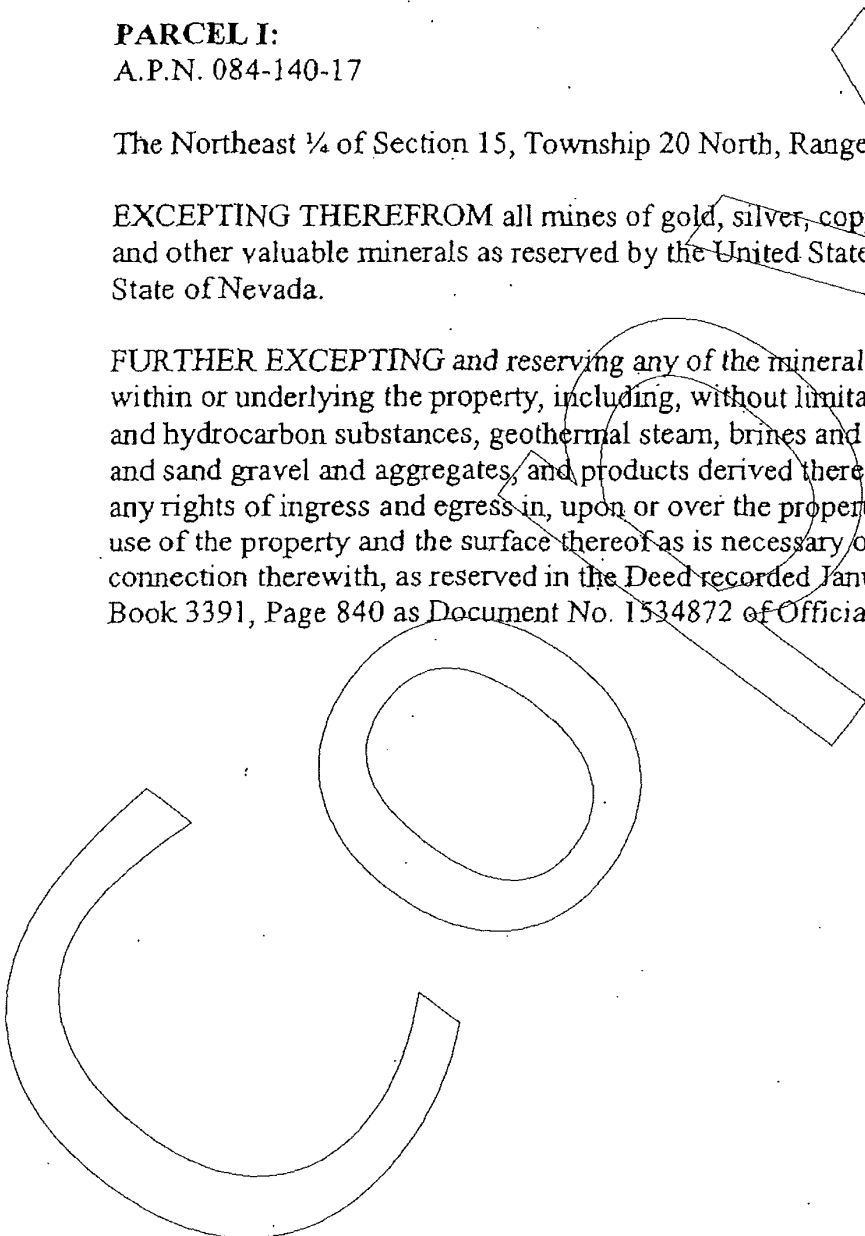 PARCEL I:
A.P.N. 084-140-17
The Northeast ¼ of Section 15, Township 20 North, Range
EXCEPTING THEREFROM all mines of gold, silver, cop
and other valuable minerals as reserved by the United State
State of Nevada.
FURTHER EXCEPTING and reserving any of the mineral
within or underlying the property, including, without limita
and hydrocarbon substances, geothermal steam, brines and
and sand gravel and aggregates, and products derived there
any rights of ingress and egress in, upon or over the proper
use of the property and the surface thereof as is necessary o
connection therewith, as reserved in the Deed recorded Jan
Book 3391, Page 840 as Document No. 1534872 of Officia
Cop